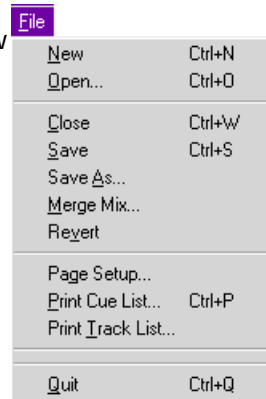 File
New Ctrl+N
Open... Ctrl+O
Close Ctrl+W
Save Ctrl+S
Save As...
Merge Mix...
Revert
Page Setup...
Print Cue List... Ctrl+P
Print Track List...
Quit Ctrl+Q